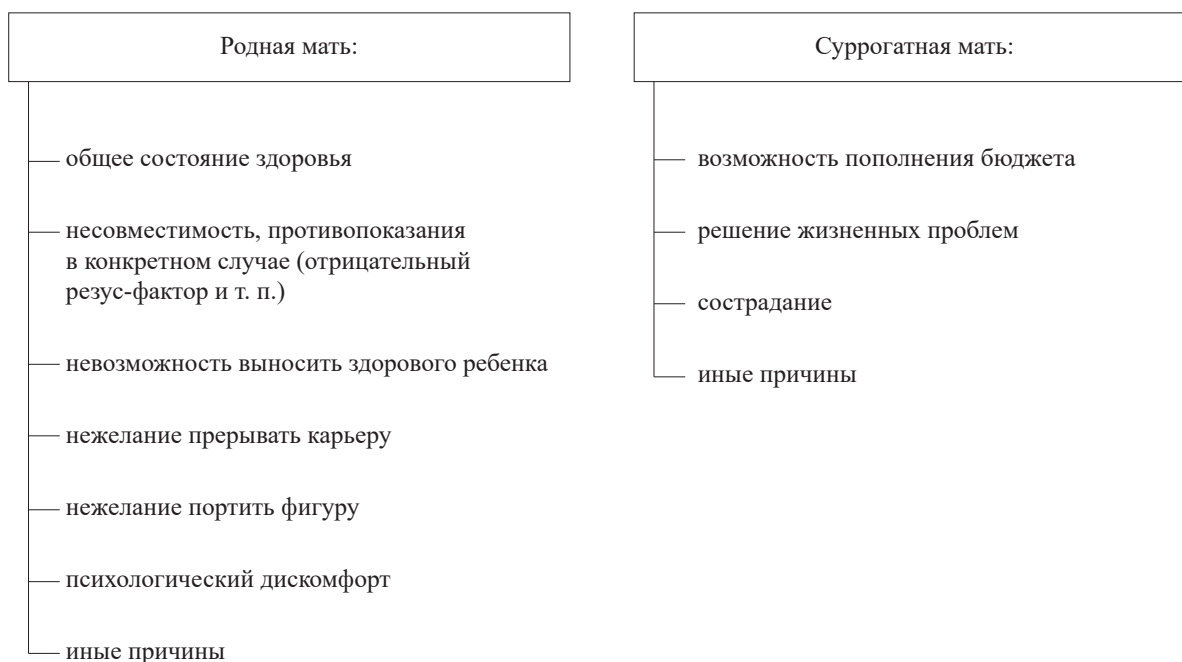 Родная мать:
общее состояние здоровья
несовместимость, противопоказания
в конкретном случае (отрицательный
резус-фактор и т. п.)
невозможность выносить здорового ребенка
нежелание прерывать карьеру
нежелание портить фигуру
психологический дискомфорт
иные причины
Суррогатная мать:
возможность пополнения бюджета
решение жизненных проблем
сострадание
иные причины